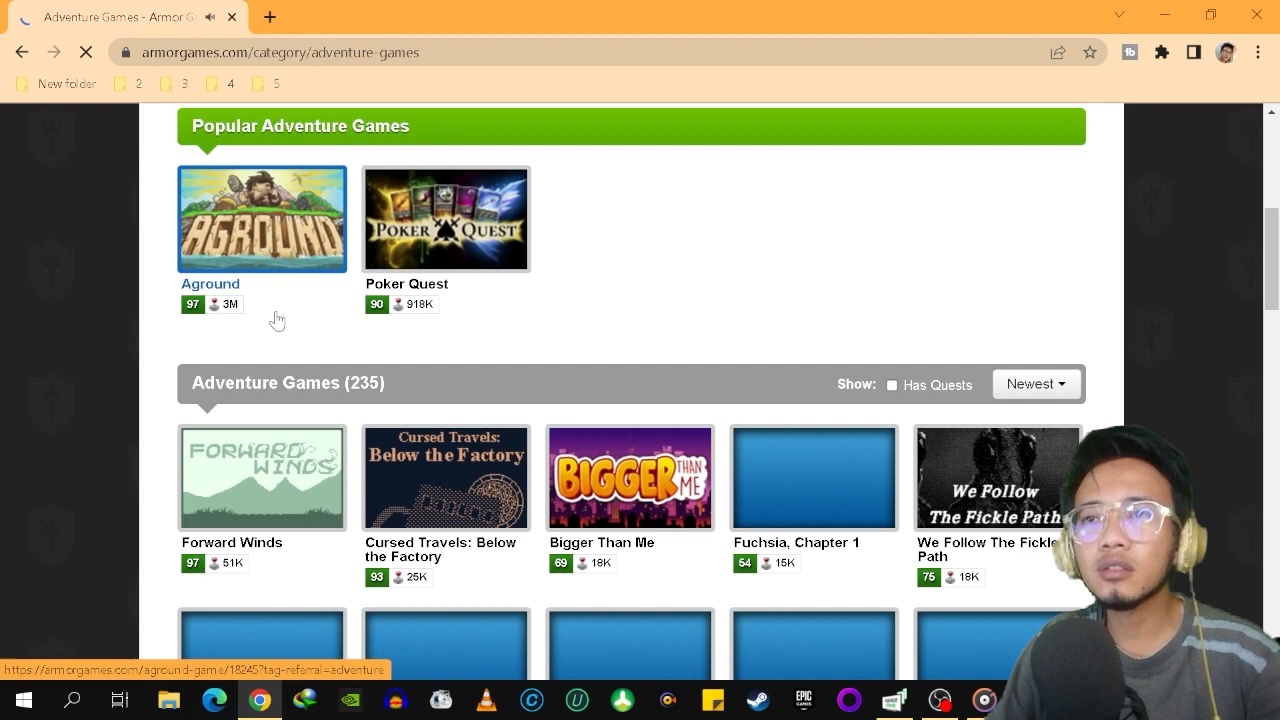 Adventure Games - Armor G
armorgames.com/category/adventure-games
tb
New folder
2
3
4
5
Popular Adventure Games
AGROUND
POKER QUEST
Aground
Poker Quest
97
3M
90
918K
Adventure Games (235)
Show:
Has Quests
Newest
FORWARD
WINDS
Cursed Travels:
Below the Factory
BIGGER THAN ME
We Follow
The Fickle Path
Forward Winds
Cursed Travels: Below
the Factory
Bigger Than Me
Fuchsia, Chapter 1
We Follow The Fickle
Path
97
51K
93
25K
69
18K
54
15K
75
18K
https://armorgames.com/aground-game/18245?tag-referral=adventure
C
U
EPIC
GAMES